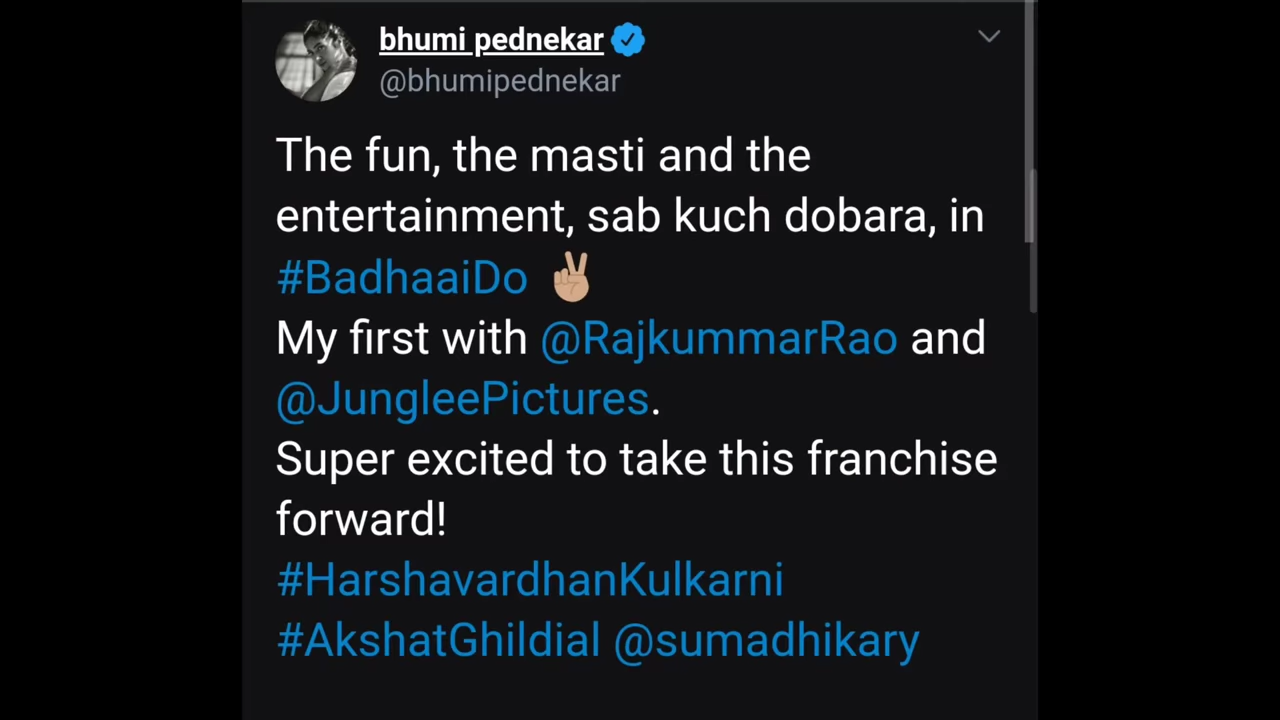 bhumi pednekar
@bhumipednekar
The fun, the masti and the
entertainment, sab kuch dobara, in
#BadhaaiDo ✌🏼
My first with @RajkummarRao and
@JungleePictures.
Super excited to take this franchise
forward!
#HarshavardhanKulkarni
#AkshatGhildial @sumadhikary